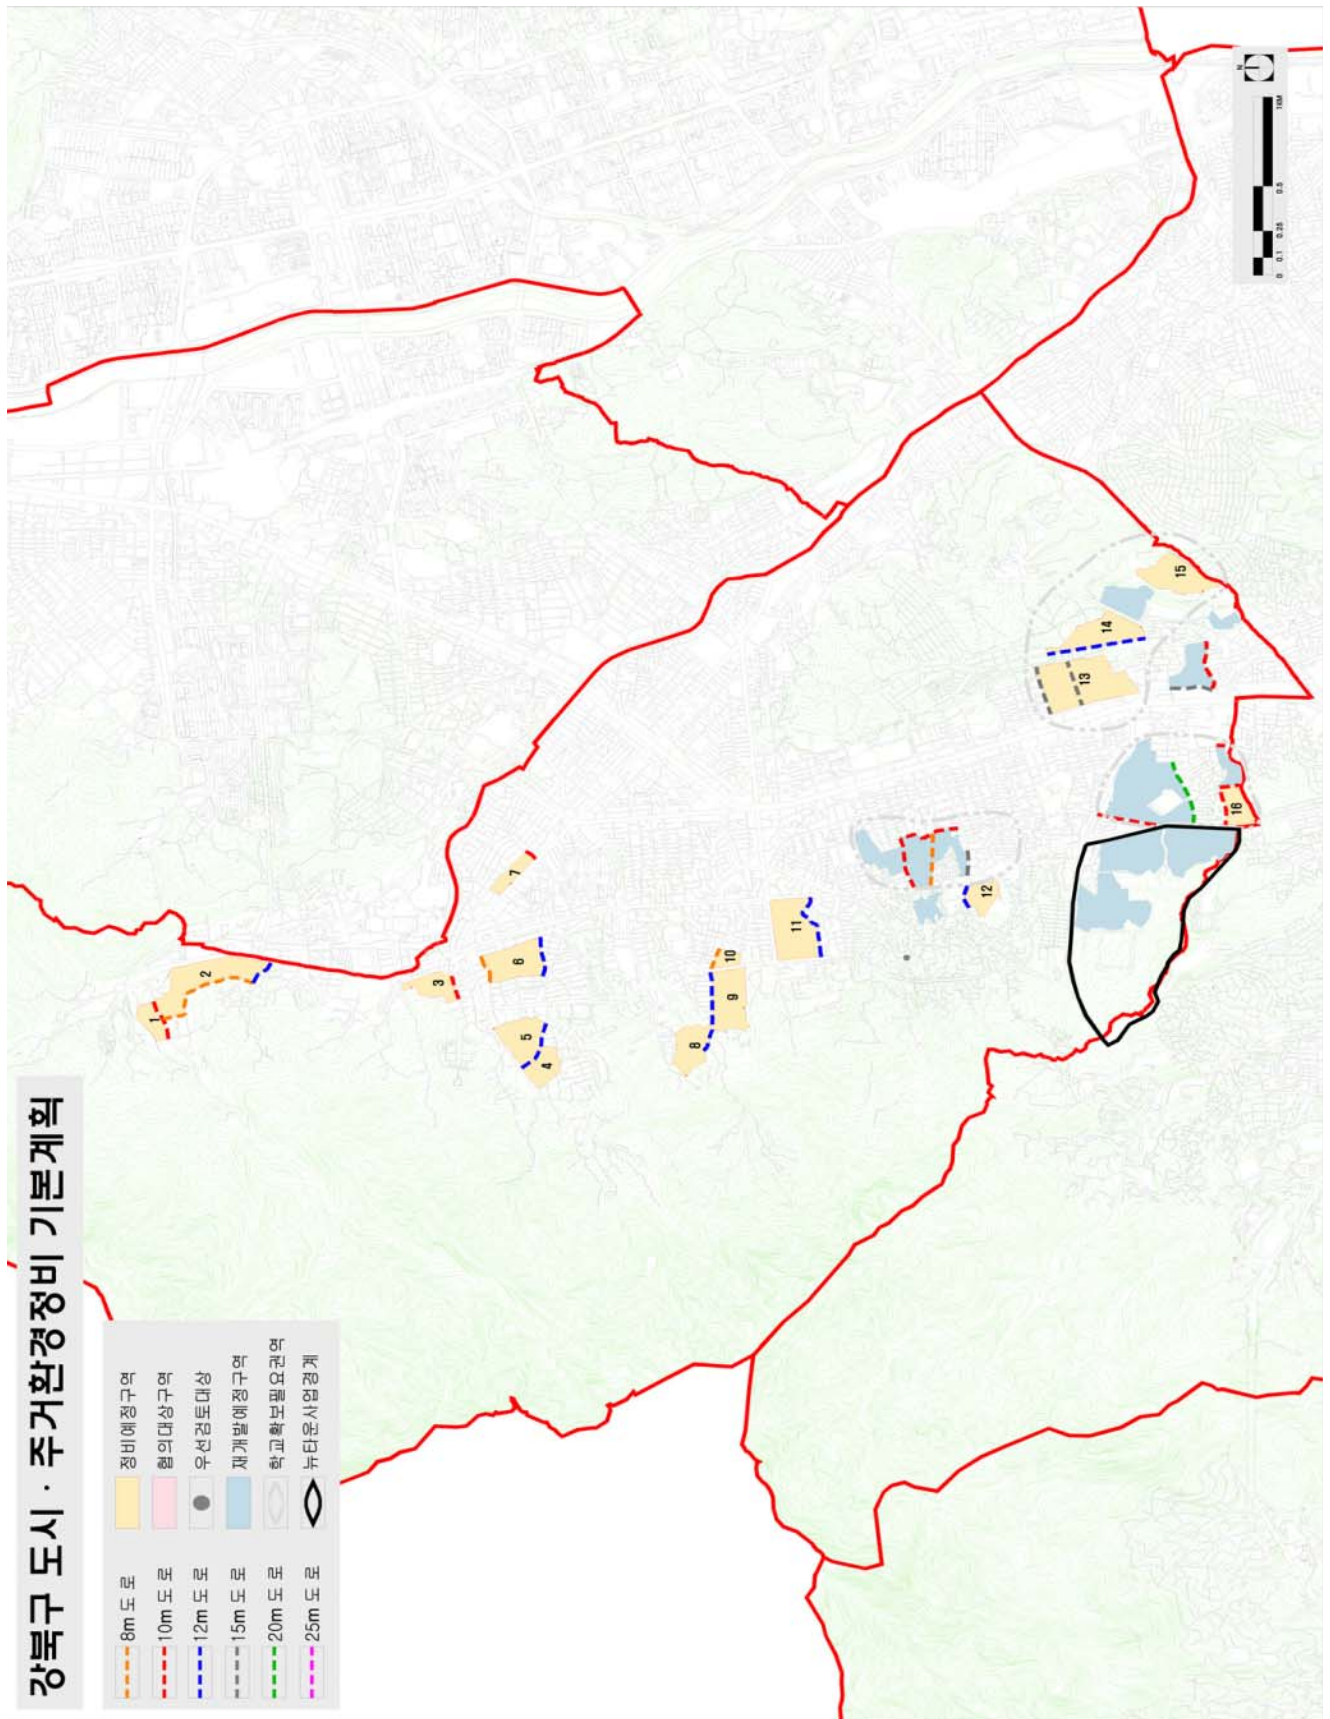 강북구 도시 · 주거환경정비 기본계획
8m 도로
10m 도로
12m 도로
15m 도로
20m 도로
25m 도로
정비예정구역
협의대상구역
우선검토대상
재개발예정구역
학교확보필요권역
뉴타운사업경계
1
2
3
4
5
6
7
8
9
10
11
12
13
14
15
16
N
0 0.1 0.25 0.5 1KM